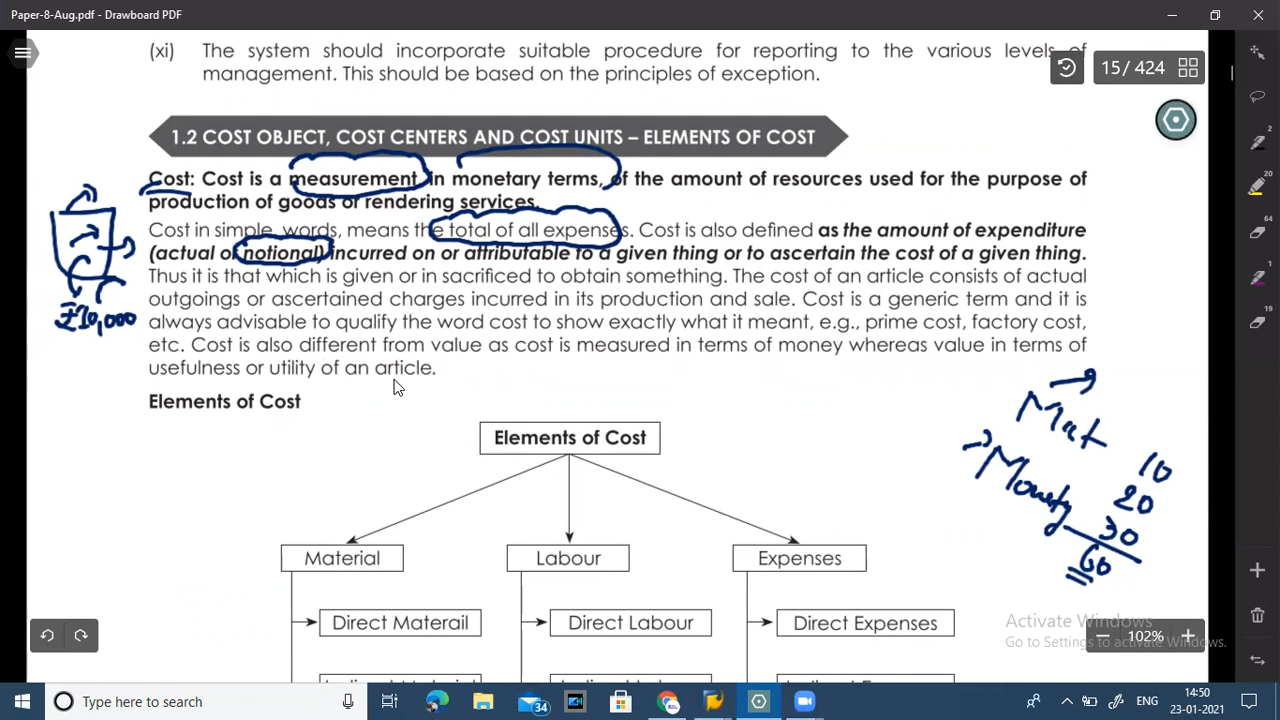 Paper-8-Aug.pdf - Drawboard PDF
(xi) The system should incorporate suitable procedure for reporting to the various levels of
management. This should be based on the principles of exception.
15 / 424
1.2 COST OBJECT, COST CENTERS AND COST UNITS – ELEMENTS OF COST
Cost: Cost is a measurement in monetary terms, of the amount of resources used for the purpose of
production of goods or rendering services.
Cost in simple, words, means the total of all expenses. Cost is also defined as the amount of expenditure
(actual or notional) incurred on or attributable to a given thing or to ascertain the cost of a given thing.
Thus it is that which is given or in sacrificed to obtain something. The cost of an article consists of actual
outgoings or ascertained charges incurred in its production and sale. Cost is a generic term and it is
always advisable to qualify the word cost to show exactly what it meant, e.g., prime cost, factory cost,
etc. Cost is also different from value as cost is measured in terms of money whereas value in terms of
usefulness or utility of an article.
₹10,000
Elements of Cost
Mat
Money
10
20
30
60
Elements of Cost
Material Labour Expenses
Direct Materail Direct Labour Direct Expenses
Activate Windows
Go to Settings to activate Windows.
102%
20
64
19
Type here to search
34
ENG
14:50
23-01-2021